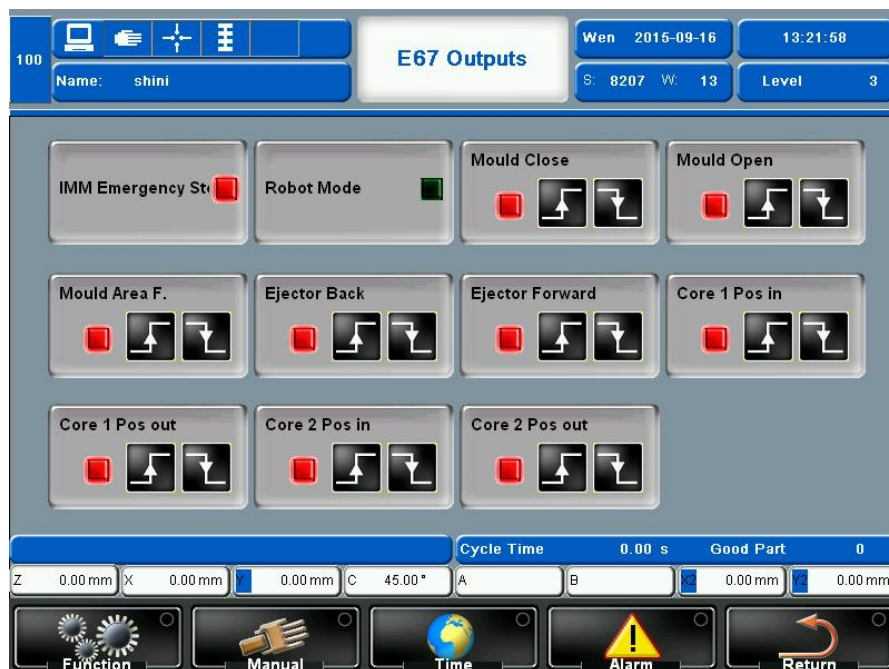 100
Name: shini
E67 Outputs
Wen 2015-09-16
13:21:58
S: 8207 W: 13
Level 3
IMM Emergency
Robot Mode
Mould Close
Mould Open
Mould Area F.
Ejector Back
Ejector Forward
Core 1 Pos in
Core 1 Pos out
Core 2 Pos in
Core 2 Pos out
Cycle Time 0.00 s Good Part 0
Z 0.00 mm X 0.00 mm Y 0.00 mm C 45.00° A B X2 0.00 mm Y2 0.00 mm
Function Manual Time Alarm Return